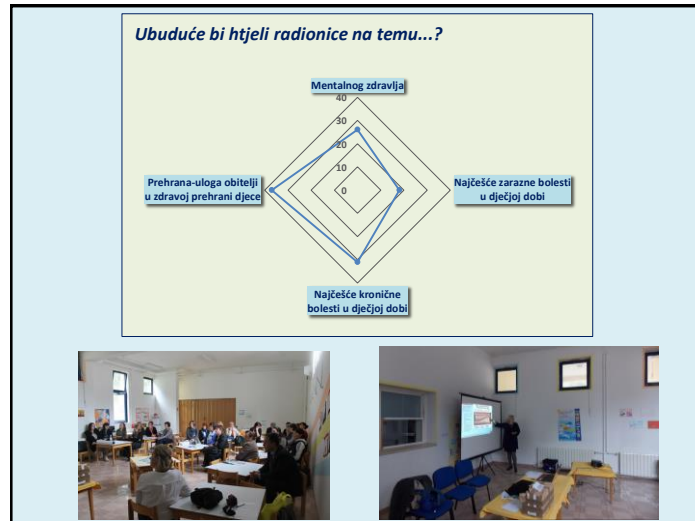 Ubuduće bi htjeli radionice na temu...?
Mentalnog zdravlja
40
30
20
10
0
Prehrana-uloga obitelji
u zdravoj prehrani djece
Najčešće zarazne bolesti
u dječjoj dobi
Najčešće kronične
bolesti u dječjoj dobi